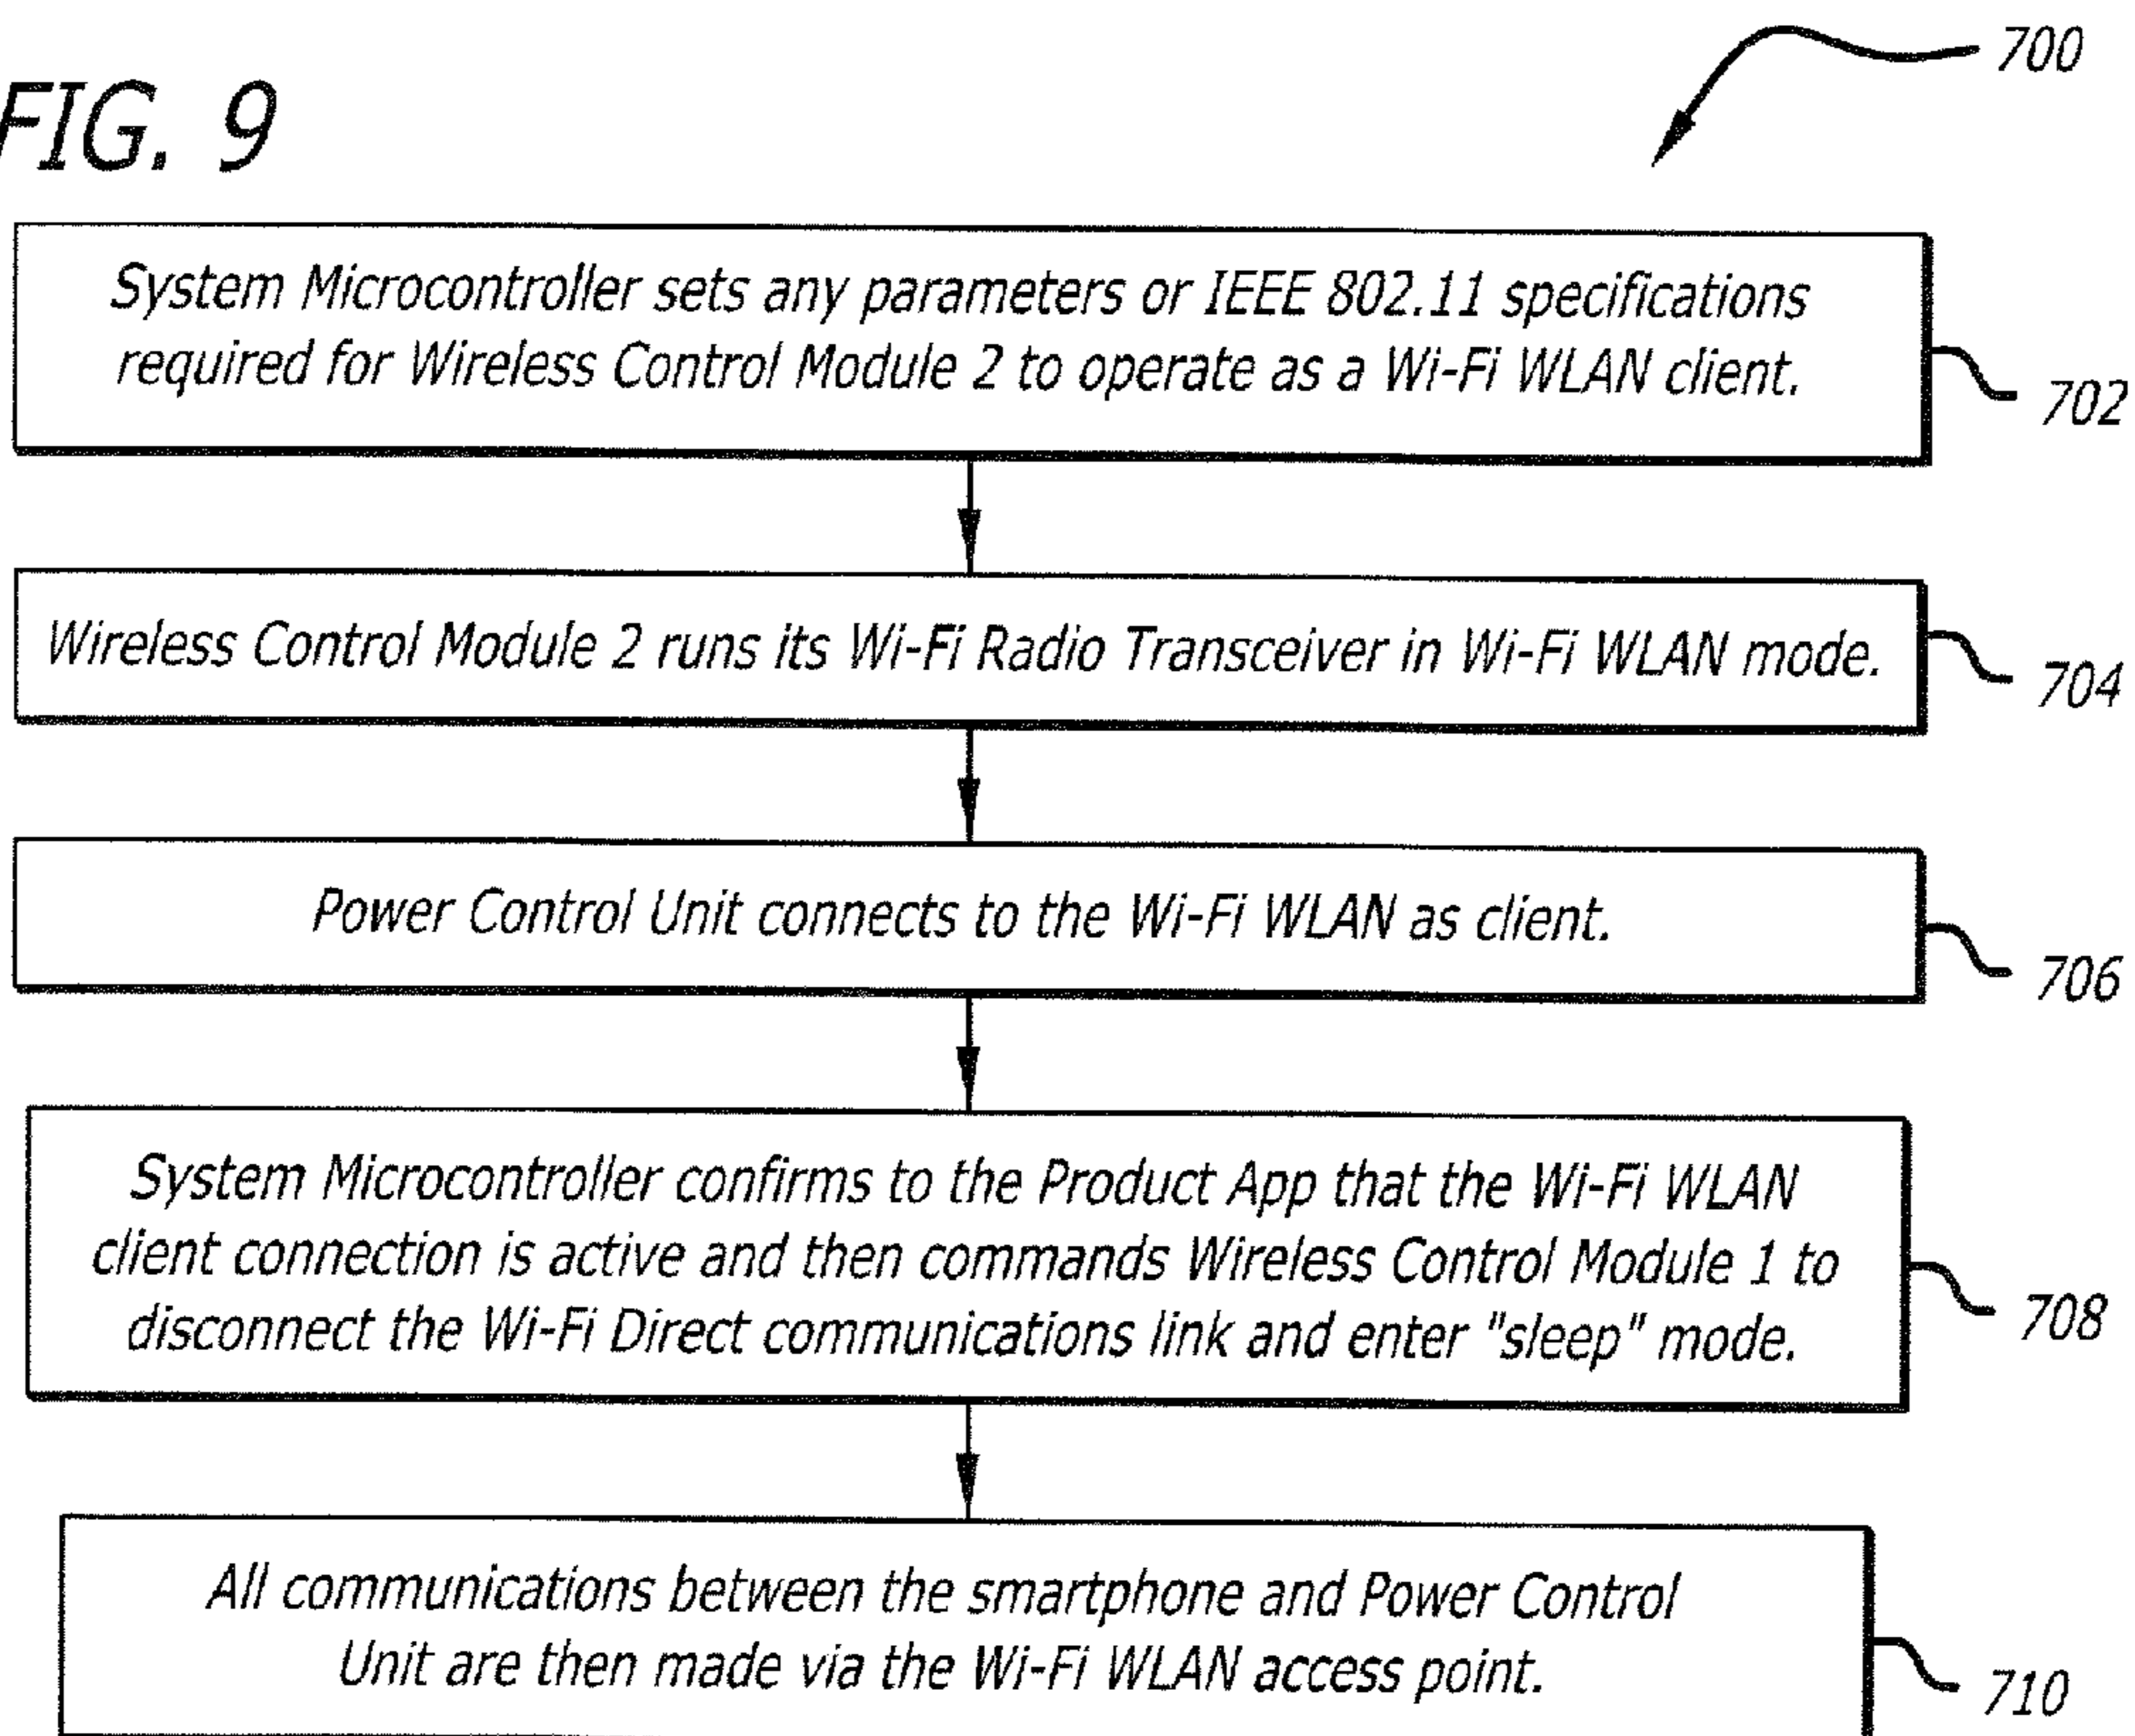 700
FIG. 9
System Microcontroller sets any parameters or IEEE 802.11 specifications
required for Wireless Control Module 2 to operate as a Wi-Fi WLAN client.
702
Wireless Control Module 2 runs its Wi-Fi Radio Transceiver in Wi-Fi WLAN mode.
704
Power Control Unit connects to the Wi-Fi WLAN as client.
706
System Microcontroller confirms to the Product App that the Wi-Fi WLAN
client connection is active and then commands Wireless Control Module 1 to
disconnect the Wi-Fi Direct communications link and enter "sleep" mode.
708
All communications between the smartphone and Power Control
Unit are then made via the Wi-Fi WLAN access point.
710